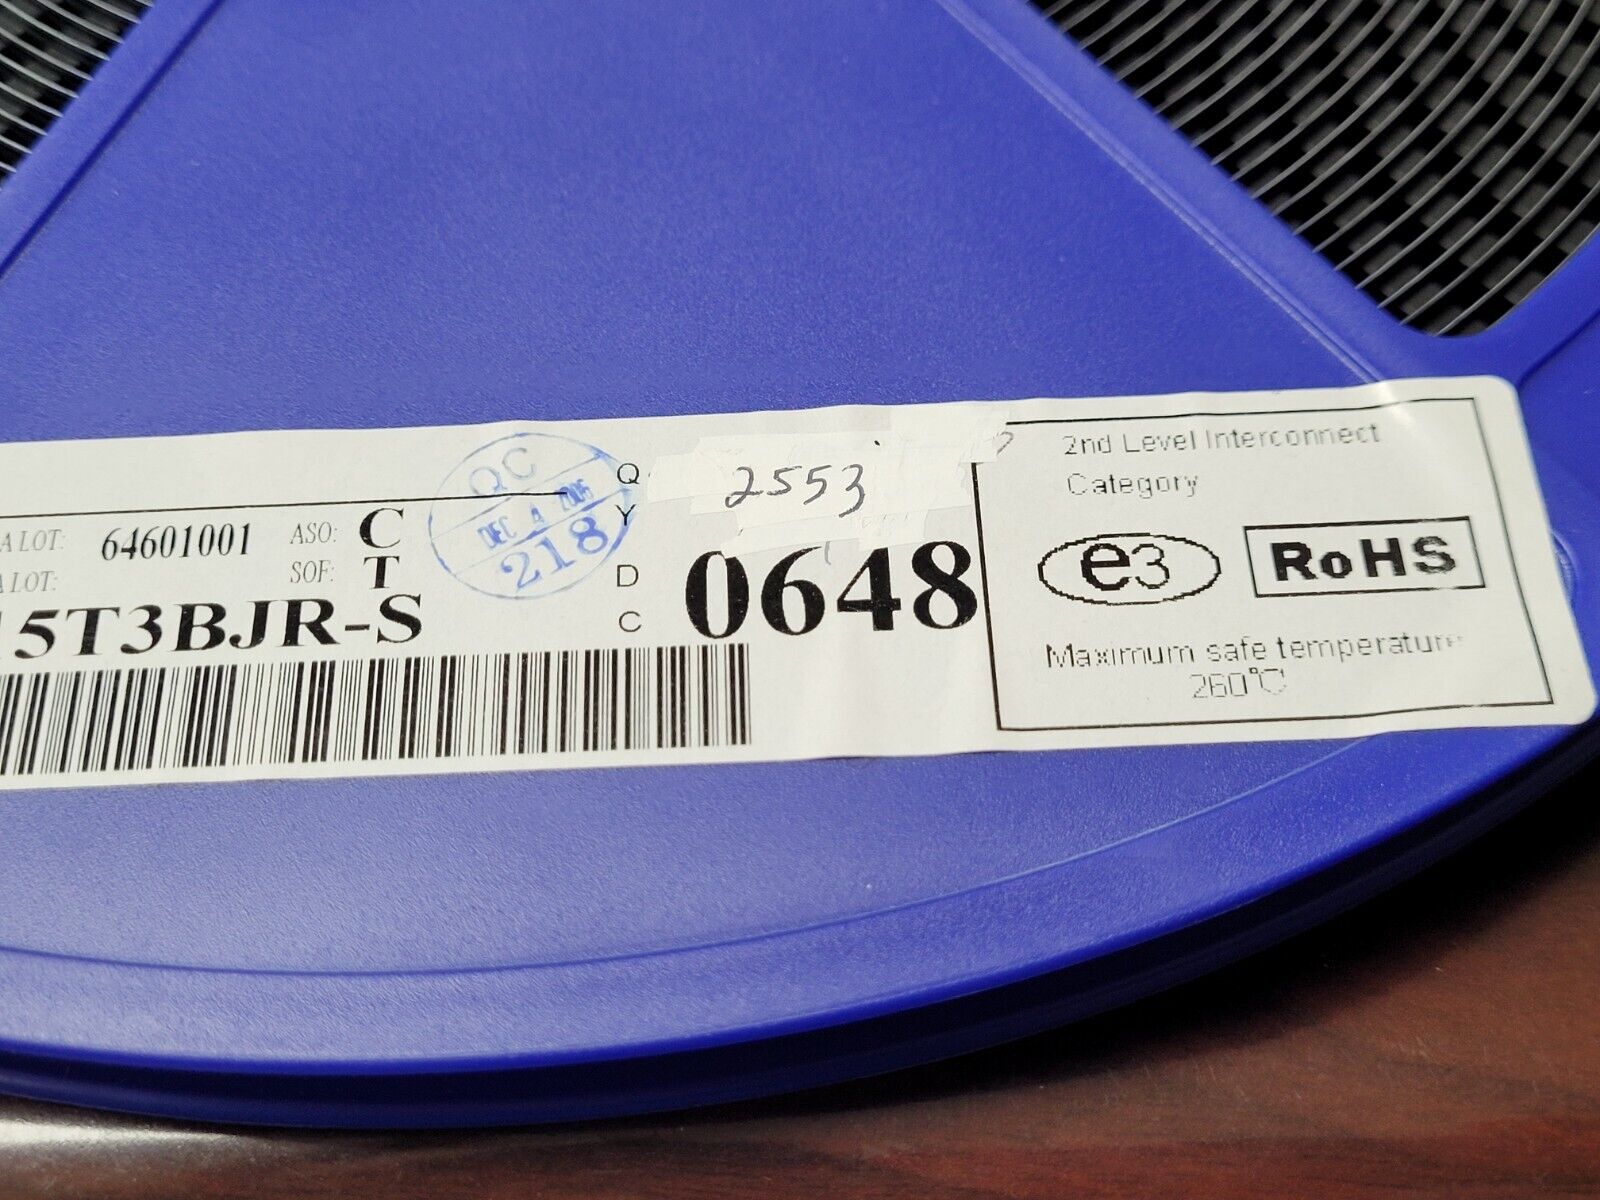 A LOT: 64601001 ASO: C
A LOT: SOF: T
15T3BJR-S
QC
DEC 4 2006
218
Q 2553
Y
D 0648
C
2nd Level Interconnect
Category
e3 RoHS
Maximum safe temperature
260°C